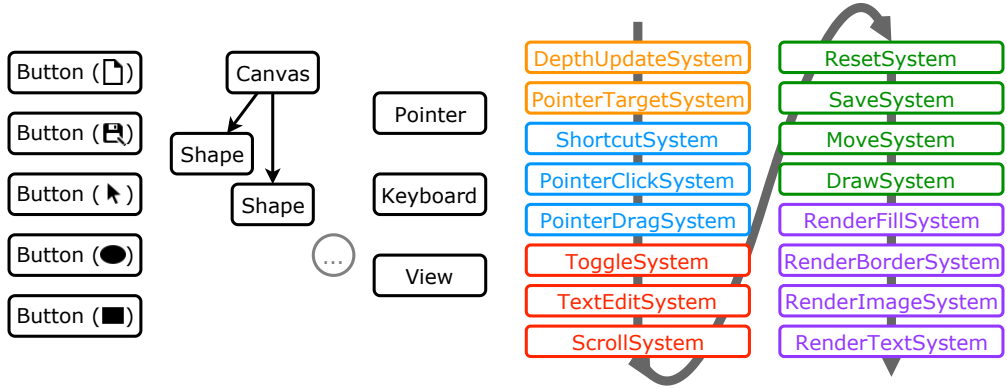 Button ( )
Button ( )
Button ( )
Button ( )
Button ( )
Canvas
Shape
Shape
...
Pointer
Keyboard
View
DepthUpdateSystem
PointerTargetSystem
ShortcutSystem
PointerClickSystem
PointerDragSystem
ToggleSystem
TextEditSystem
ScrollSystem
ResetSystem
SaveSystem
MoveSystem
DrawSystem
RenderFillSystem
RenderBorderSystem
RenderImageSystem
RenderTextSystem